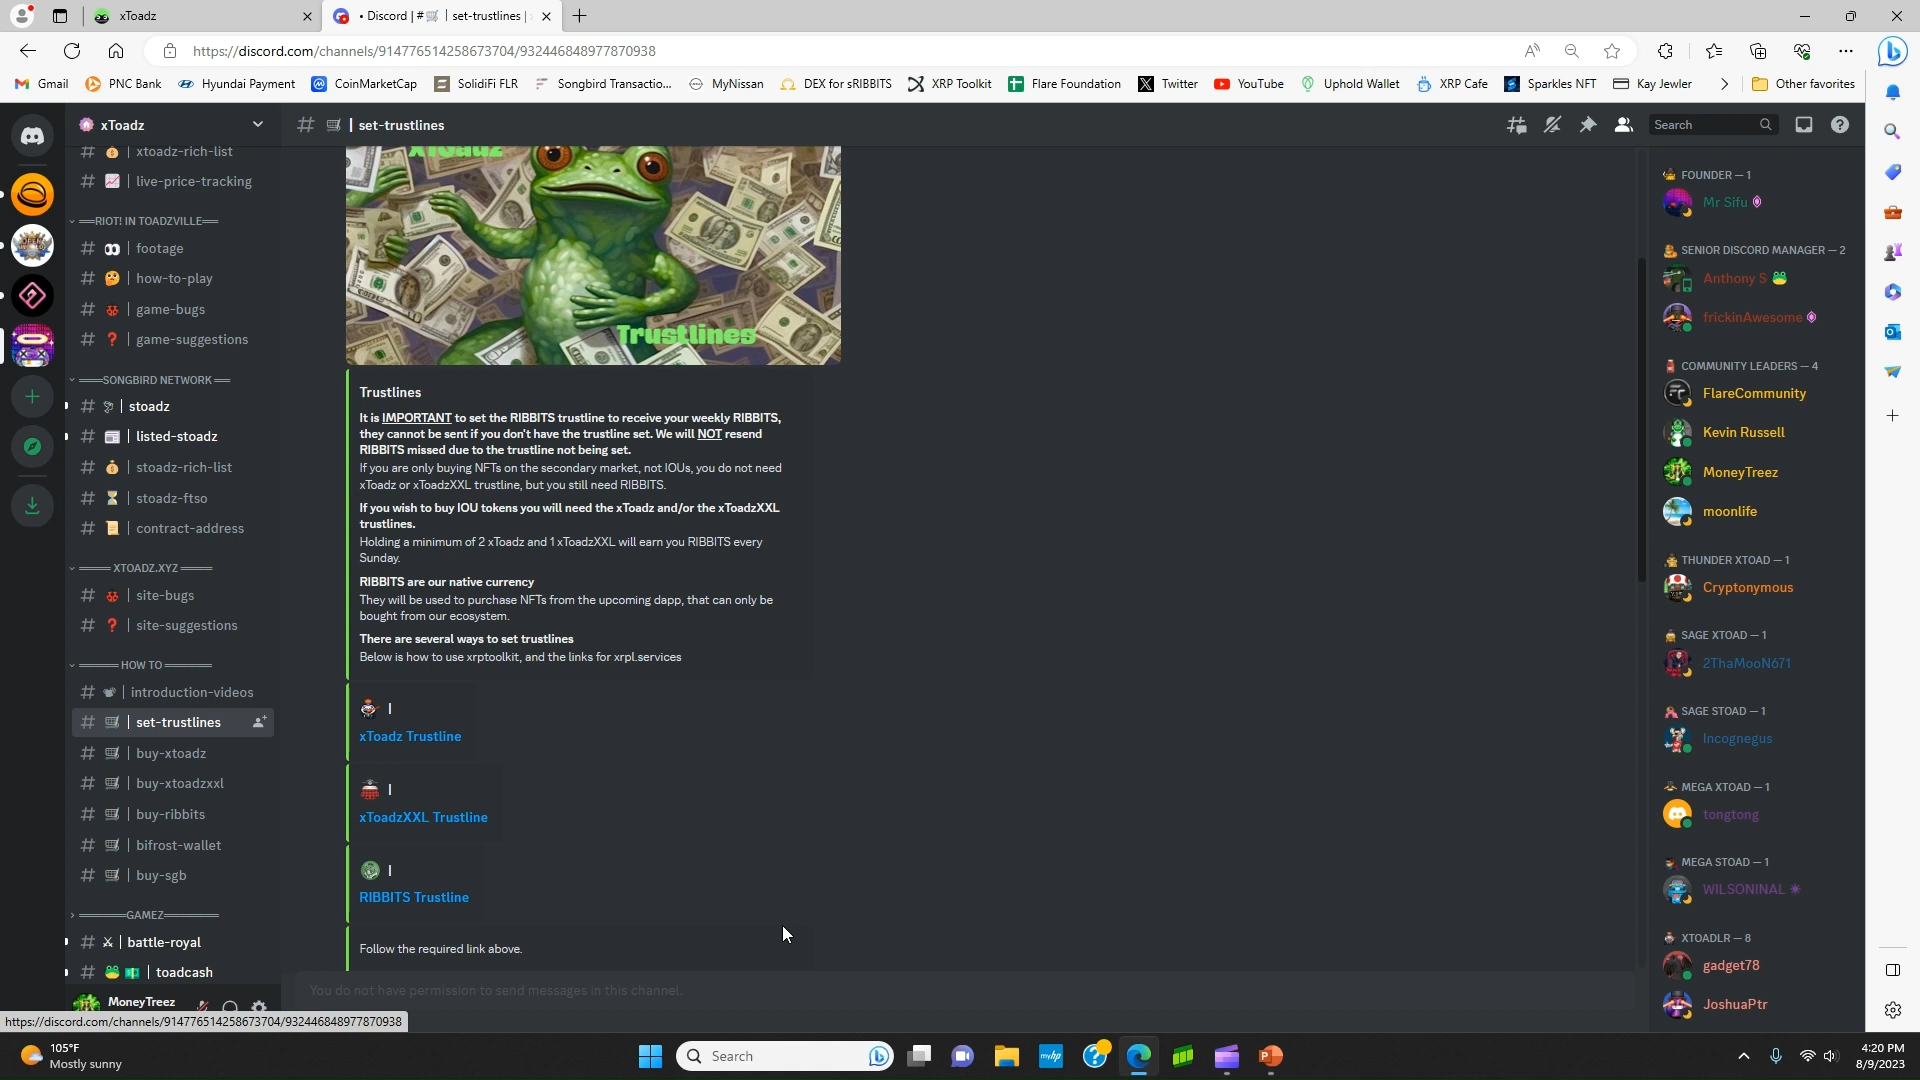 xToadz
• Discord | # | set-trustlines |
https://discord.com/channels/914776514258673704/932446848977870938
Gmail PNC Bank Hyundai Payment CoinMarketCap SolidiFi FLR Songbird Transactio... MyNissan DEX for sRIBBITS XRP Toolkit Flare Foundation Twitter YouTube Uphold Wallet XRP Cafe Sparkles NFT Kay Jewler Other favorites
xToadz
# | set-trustlines
Search
# | xtoadz-rich-list
# | live-price-tracking
RIOT! IN TOADZVILLE
# | footage
# | how-to-play
# | game-bugs
# | game-suggestions
SONGBIRD NETWORK
# | stoadz
# | listed-stoadz
# | stoadz-rich-list
# | stoadz-ftso
# | contract-address
XTOADZ.XYZ
# | site-bugs
# | site-suggestions
HOW TO
# | introduction-videos
# | set-trustlines
# | buy-xtoadz
# | buy-xtoadzxxl
# | buy-ribbits
# | bifrost-wallet
# | buy-sgb
GAMEZ
# | battle-royal
# | toadcash
MoneyTreez
https://discord.com/channels/914776514258673704/932446848977870938
xToadz
Trustlines
Trustlines
It is IMPORTANT to set the RIBBITS trustline to receive your weekly RIBBITS,
they cannot be sent if you don't have the trustline set. We will NOT resend
RIBBITS missed due to the trustline not being set.
If you are only buying NFTs on the secondary market, not IOUs, you do not need
xToadz or xToadzXXL trustline, but you still need RIBBITS.
If you wish to buy IOU tokens you will need the xToadz and/or the xToadzXXL
trustlines.
Holding a minimum of 2 xToadz and 1 xToadzXXL will earn you RIBBITS every
Sunday.
RIBBITS are our native currency
They will be used to purchase NFTs from the upcoming dapp, that can only be
bought from our ecosystem.
There are several ways to set trustlines
Below is how to use xrptoolkit, and the links for xrpl.services
|
xToadz Trustline
|
xToadzXXL Trustline
|
RIBBITS Trustline
Follow the required link above.
You do not have permission to send messages in this channel.
FOUNDER — 1
Mr Sifu
SENIOR DISCORD MANAGER — 2
Anthony S
frickinAwesome
COMMUNITY LEADERS — 4
FlareCommunity
Kevin Russell
MoneyTreez
moonlife
THUNDER XTOAD — 1
Cryptonymous
SAGE XTOAD — 1
2ThaMooN671
SAGE STOAD — 1
Incognegus
MEGA XTOAD — 1
tongtong
MEGA STOAD — 1
WILSONINAL
XTOADLR — 8
gadget78
JoshuaPtr
105°F
Mostly sunny
Search
4:20 PM
8/9/2023